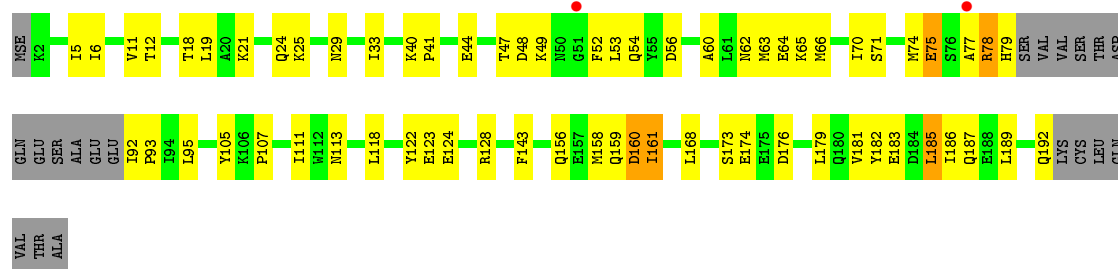 MSE K2 I5 I6 V11 T12 T18 L19 A20 K21 Q24 K25 N29 I33 K40 P41 E44 T47 D48 K49 N50 G51 F52 L53 Q54 Y55 D56 A60 L61 N62 M63 E64 K65 M66 I70 S71 M74 E75 S76 A77 R78 H79 SER VAL VAL SER THR ASP
GLN GLU SER ALA GLU GLU I92 P93 I94 L95 Y105 K106 P107 I111 W112 N113 L118 Y122 E123 E124 R128 F143 Q156 E157 M158 Q159 D160 I161 L168 S173 E174 E175 D176 L179 Q180 V181 Y182 E183 D184 L185 I186 Q187 E188 L189 Q192 LYS CYS LEU GLN
VAL THR ALA